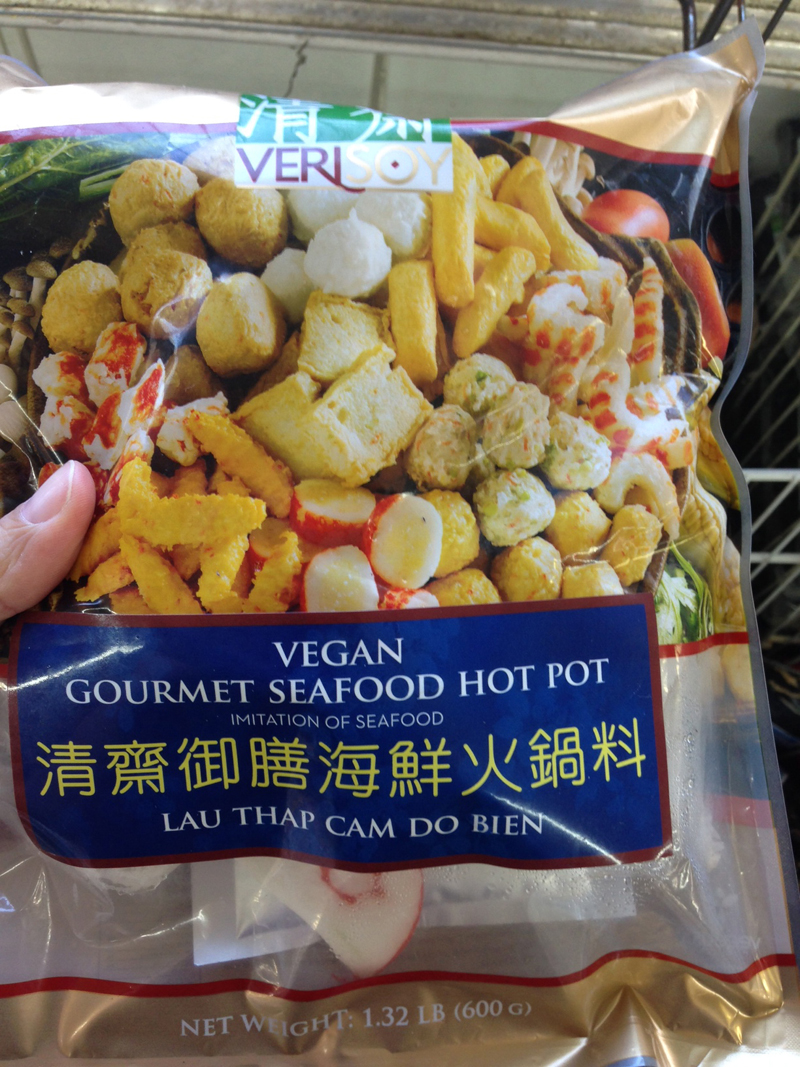 清齋
VERISOY
VEGAN
GOURMET SEAFOOD HOT POT
IMITATION OF SEAFOOD
清齋御膳海鮮火鍋料
LAU THAP CAM DO BIEN
NET WEIGHT: 1.32 LB (600 G)